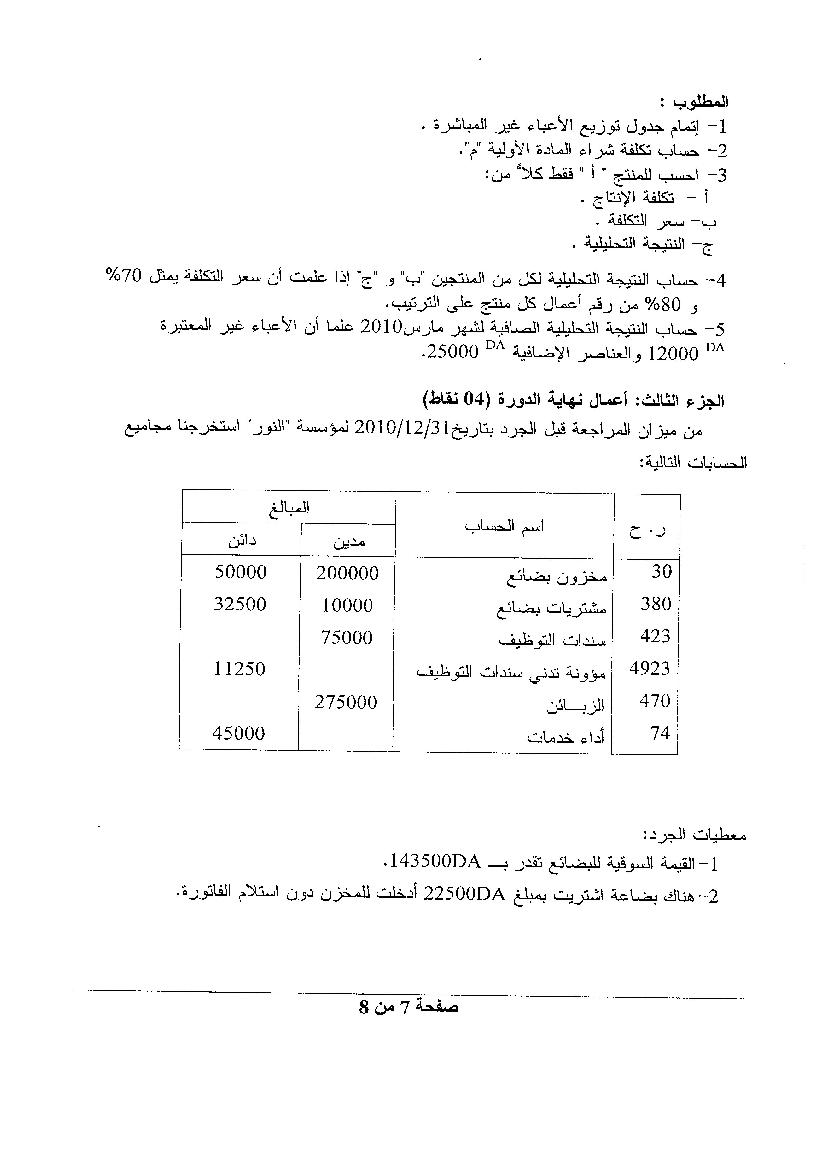 المطلوب :
1- إتمام جدول توزيع الأعباء غير المباشرة .
2- حساب تكلفة شراء المادة الأولية "م".
3- احسب للمنتج " أ " فقط كلاً من:
أ - تكلفة الإنتاج .
ب- سعر التكلفة .
ج- النتيجة التحليلية .
4- حساب النتيجة التحليلية لكل من المنتجين "ب" و "ج" إذا علمت أن سعر التكلفة يمثل 70%
و 80% من رقم أعمال كل منتج على الترتيب.
5- حساب النتيجة التحليلية الصافية لشهر مارس2010 علما أن الأعباء غير المعتبرة
12000 DA والعناصر الإضافية 25000 DA.
الجزء الثالث: أعمال نهاية الدورة (04 نقاط)
من ميزان المراجعة قبل الجرد بتاريخ2010/12/31 لمؤسسة "النور" استخرجنا مجاميع
الحسابات التالية:
ر. ح اسم الحساب المبالغ
مدين دائن
30 مخزون بضائع 200000 50000
380 مشتريات بضائع 10000 32500
423 سندات التوظيف 75000
4923 مؤونة تدني سندات التوظيف 11250
470 الزبـــائن 275000
74 أداء خدمات 45000
معطيات الجرد:
1- القيمة السوقية للبضائع تقدر بـــ 143500DA.
2- هناك بضاعة اشتريت بمبلغ 22500DA أدخلت للمخزن دون استلام الفاتورة.
صفحة 7 من 8